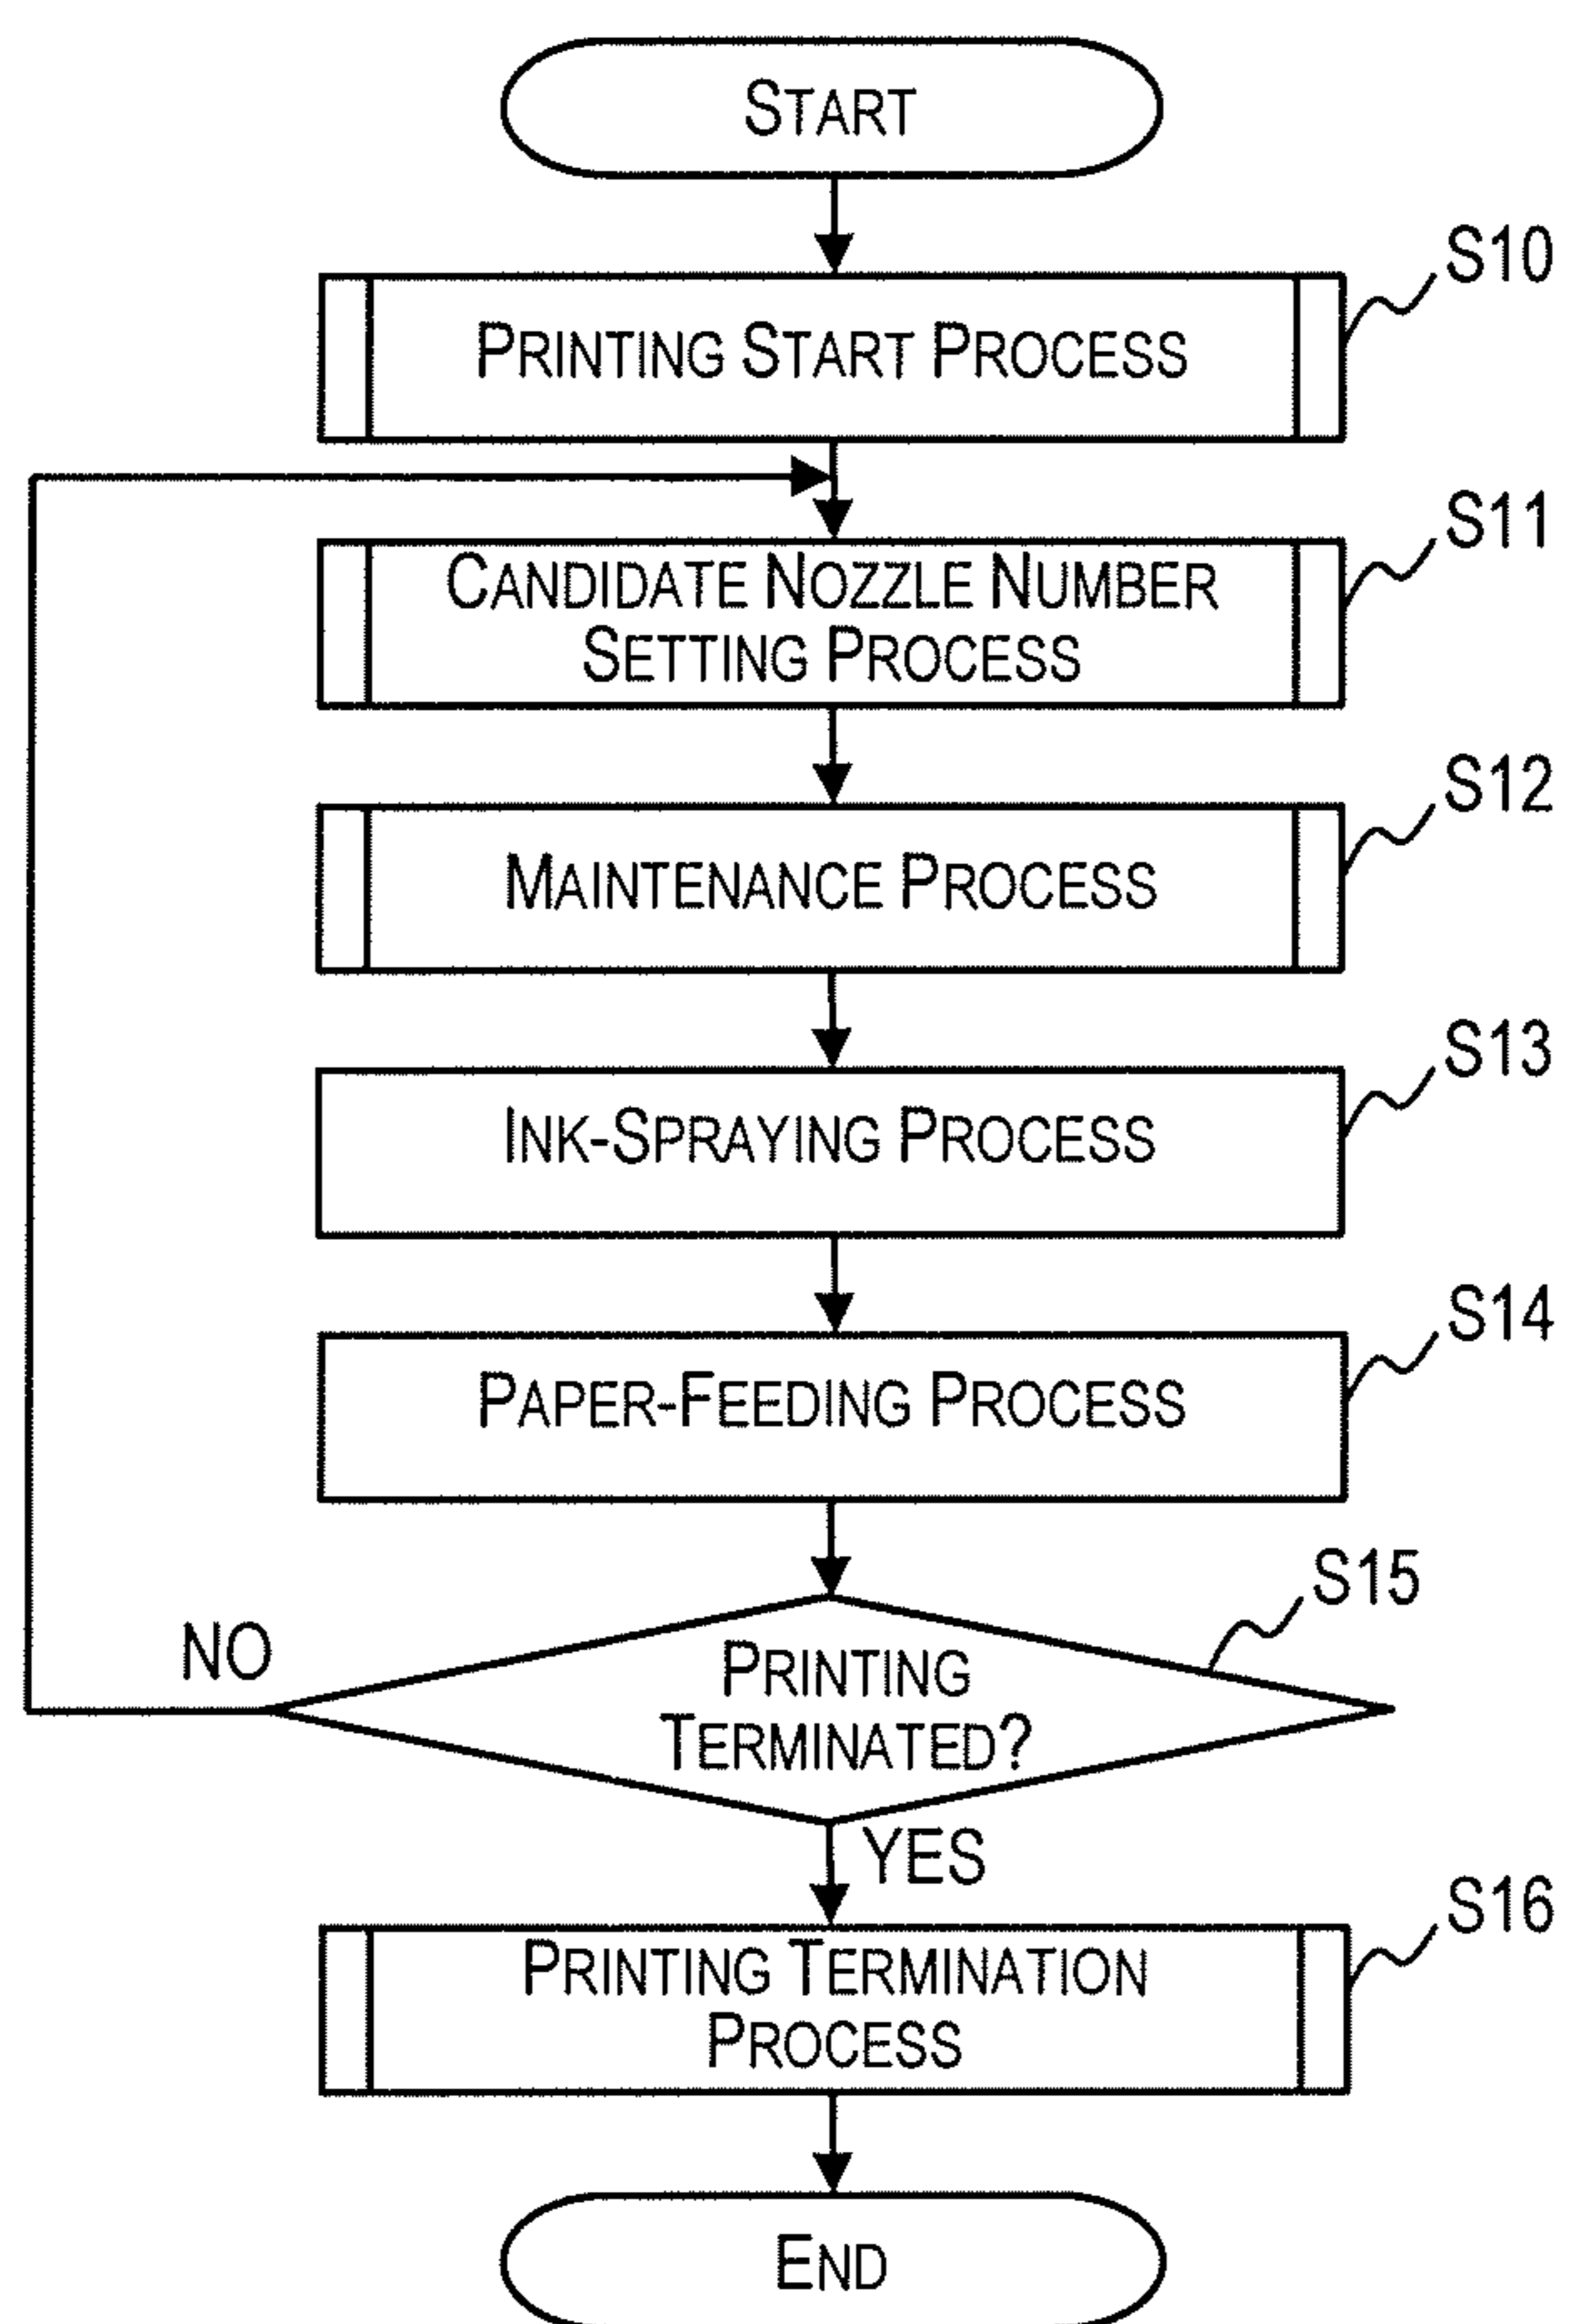 START
S10
PRINTING START PROCESS
S11
CANDIDATE NOZZLE NUMBER
SETTING PROCESS
S12
MAINTENANCE PROCESS
S13
INK-SPRAYING PROCESS
S14
PAPER-FEEDING PROCESS
S15
NO
PRINTING
TERMINATED?
YES
S16
PRINTING TERMINATION
PROCESS
END